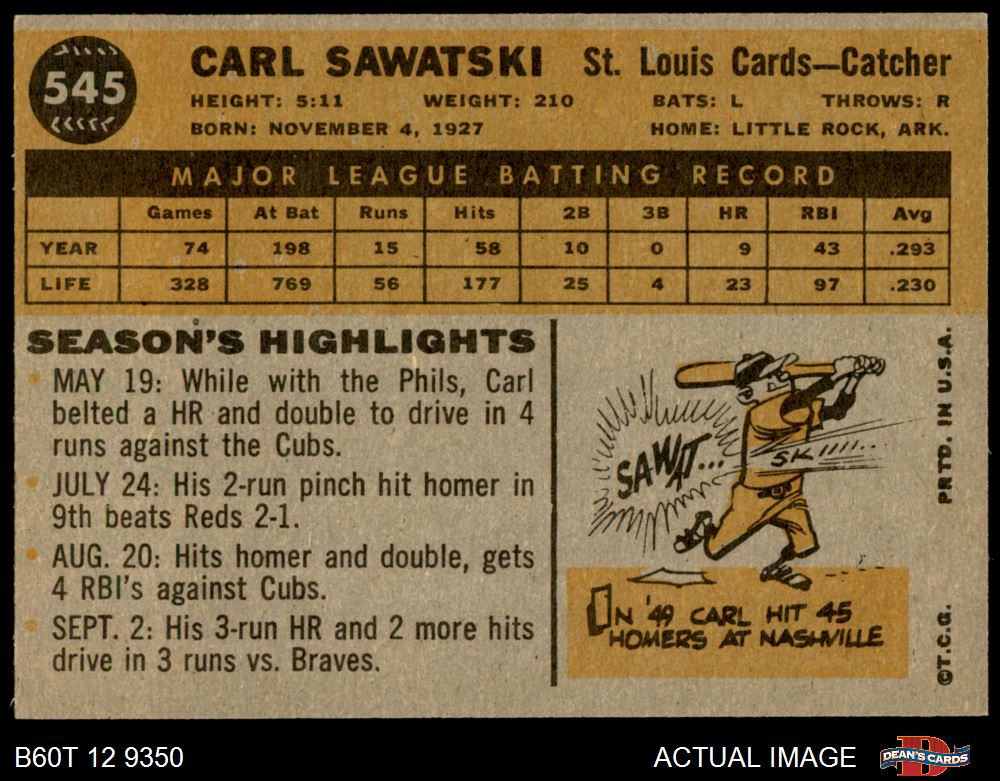 545
CARL SAWATSKI St. Louis Cards—Catcher
HEIGHT: 5:11 WEIGHT: 210 BATS: L THROWS: R
BORN: NOVEMBER 4, 1927 HOME: LITTLE ROCK, ARK.
MAJOR LEAGUE BATTING RECORD
Games At Bat Runs Hits 2B 3B HR RBI Avg
YEAR 74 198 15 58 10 0 9 43 .293
LIFE 328 769 56 177 25 4 23 97 .230
SEASON'S HIGHLIGHTS
MAY 19: While with the Phils, Carl
belted a HR and double to drive in 4
runs against the Cubs.
JULY 24: His 2-run pinch hit homer in
9th beats Reds 2-1.
AUG. 20: Hits homer and double, gets
4 RBI's against Cubs.
SEPT. 2: His 3-run HR and 2 more hits
drive in 3 runs vs. Braves.
SAWAT... SKI!!!!...
IN '49 CARL HIT 45
HOMERS AT NASHVILLE
PRTD. IN U.S.A.
©T.C.G.
B60T 12 9350 ACTUAL IMAGE
DEAN'S CARDS